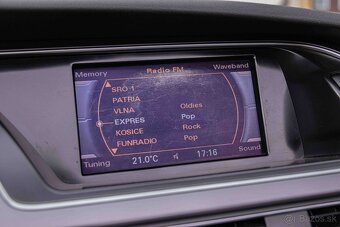 Memory Radio FM Waveband
SRO 1
PATRIA
VLNA Oldies
EXPRES Pop
KOSICE Rock
FUNRADIO Pop
Tuning 21.0°C 17:16 Sound
Bazos.sk